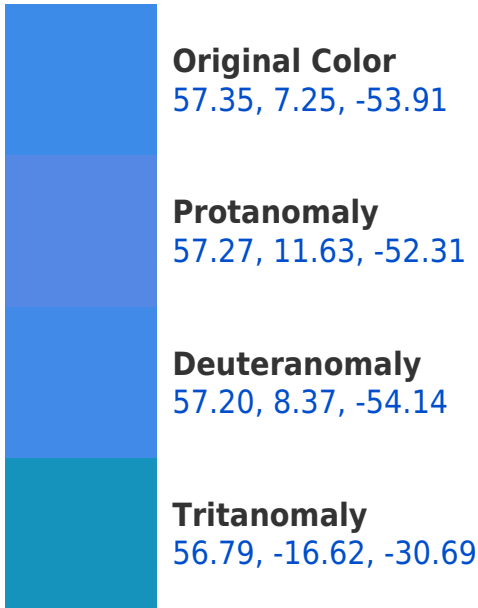 Original Color
57.35, 7.25, -53.91
Protanomaly
57.27, 11.63, -52.31
Deuteranomaly
57.20, 8.37, -54.14
Tritanomaly
56.79, -16.62, -30.69